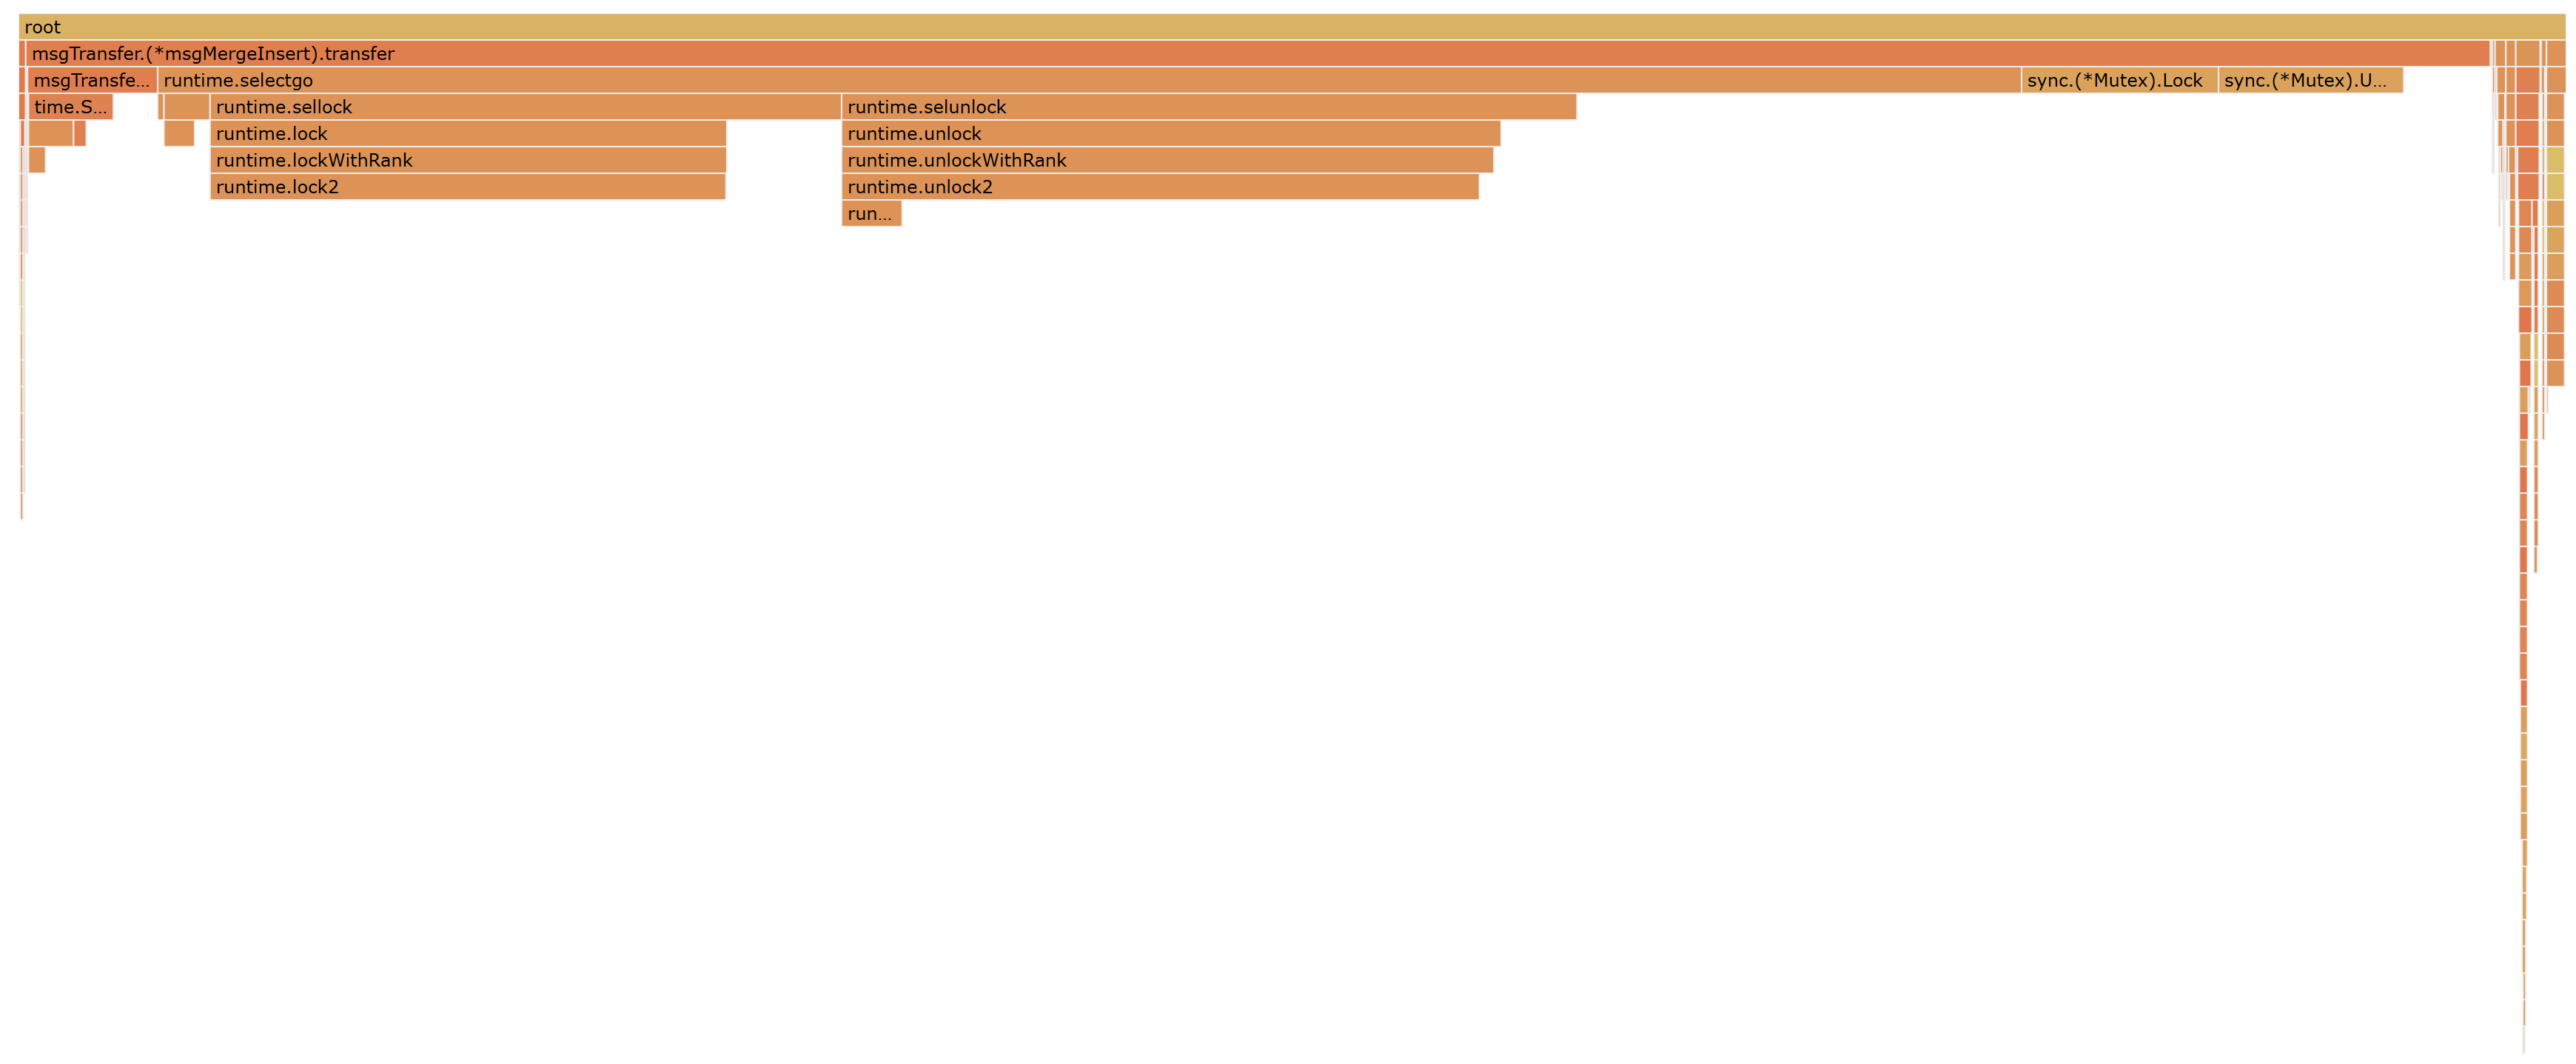 root
msgTransfer.(*msgMergeInsert).transfer
msgTransfe... runtime.selectgo sync.(*Mutex).Lock sync.(*Mutex).U...
time.S... runtime.sellock runtime.selunlock
runtime.lock runtime.unlock
runtime.lockWithRank runtime.unlockWithRank
runtime.lock2 runtime.unlock2
run...